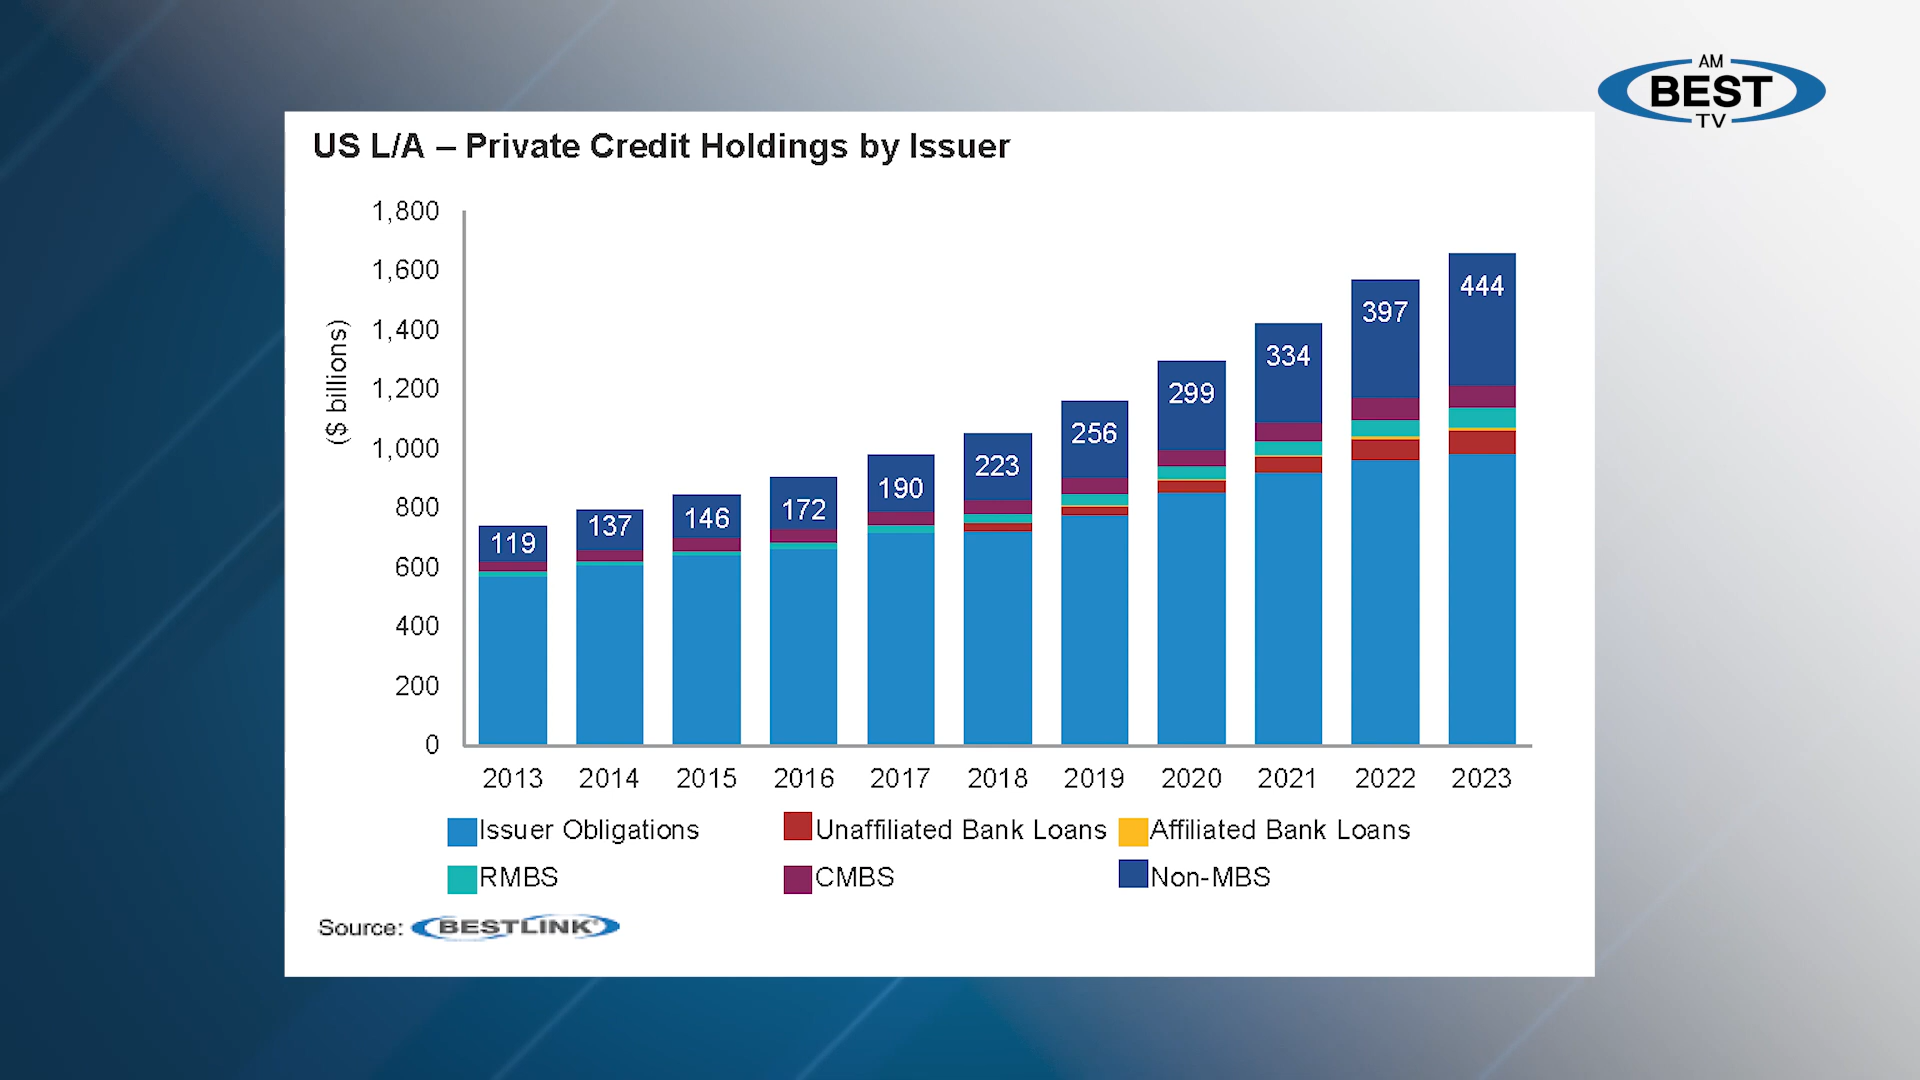 AM
BEST
TV
US L/A – Private Credit Holdings by Issuer
($ billions)
1,800
1,600
1,400
1,200
1,000
800
600
400
200
0
119
137
146
172
190
223
256
299
334
397
444
2013 2014 2015 2016 2017 2018 2019 2020 2021 2022 2023
Issuer Obligations Unaffiliated Bank Loans Affiliated Bank Loans
RMBS CMBS Non-MBS
Source: BESTLINK®